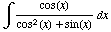 ∫ cos(x) / (cos²(x) + sin(x)) dx